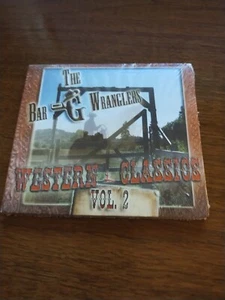 The
Bar G Wranglers
Western Classics
Vol. 2